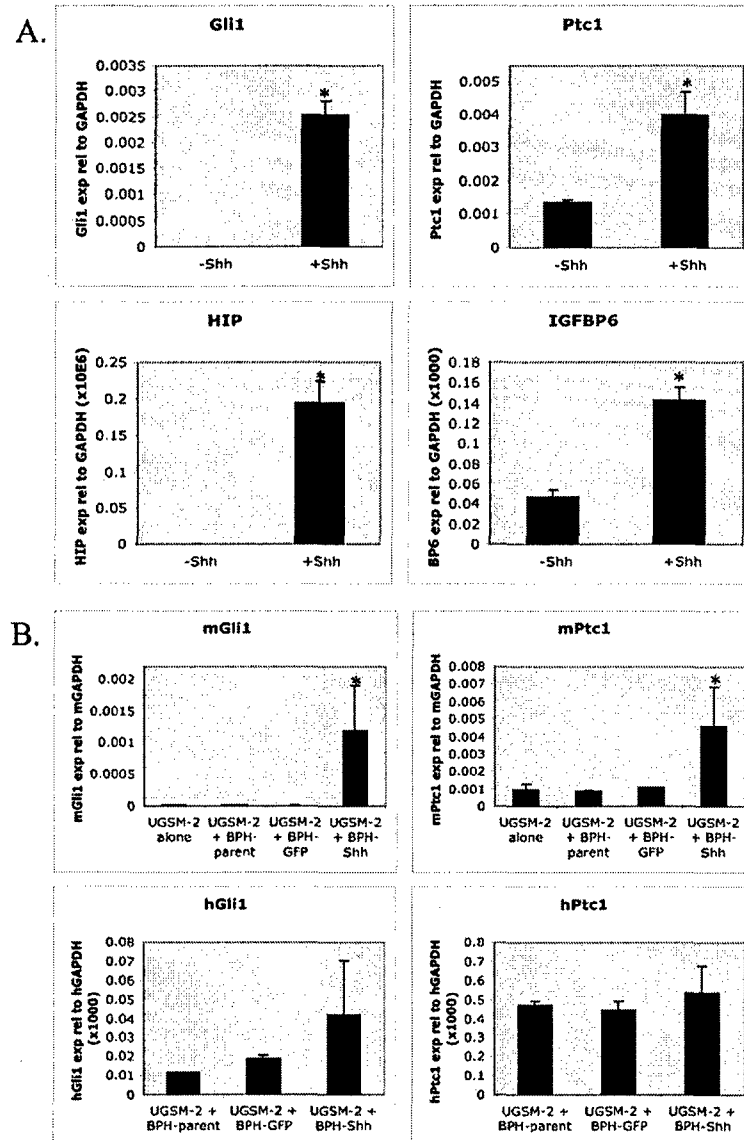 A.
Gli1
Gli1 exp rel to GAPDH
0.0035
0.003
0.0025
0.002
0.0015
0.001
0.0005
0
*
-Shh
+Shh
Ptc1
Ptc1 exp rel to GAPDH
0.005
0.004
0.003
0.002
0.001
0
*
-Shh
+Shh
HIP
HIP exp rel to GAPDH (x10E6)
0.25
0.2
0.15
0.1
0.05
0
*
-Shh
+Shh
IGFBP6
BP6 exp rel to GAPDH (x1000)
0.18
0.16
0.14
0.12
0.1
0.08
0.06
0.04
0.02
0
*
-Shh
+Shh
B.
mGli1
mGli1 exp rel to mGAPDH
0.002
0.0015
0.001
0.0005
0
*
UGSM-2 alone
UGSM-2 + BPH-parent
UGSM-2 + BPH-GFP
UGSM-2 + BPH-Shh
mPtc1
mPtc1 exp rel to mGAPDH
0.008
0.007
0.006
0.005
0.004
0.003
0.002
0.001
0
*
UGSM-2 alone
UGSM-2 + BPH-parent
UGSM-2 + BPH-GFP
UGSM-2 + BPH-Shh
hGli1
hGli1 exp rel to hGAPDH (x1000)
0.08
0.07
0.06
0.05
0.04
0.03
0.02
0.01
0
UGSM-2 + BPH-parent
UGSM-2 + BPH-GFP
UGSM-2 + BPH-Shh
hPtc1
hPtc1 exp rel to hGAPDH (x1000)
0.8
0.7
0.6
0.5
0.4
0.3
0.2
0.1
0
UGSM-2 + BPH-parent
UGSM-2 + BPH-GFP
UGSM-2 + BPH-Shh